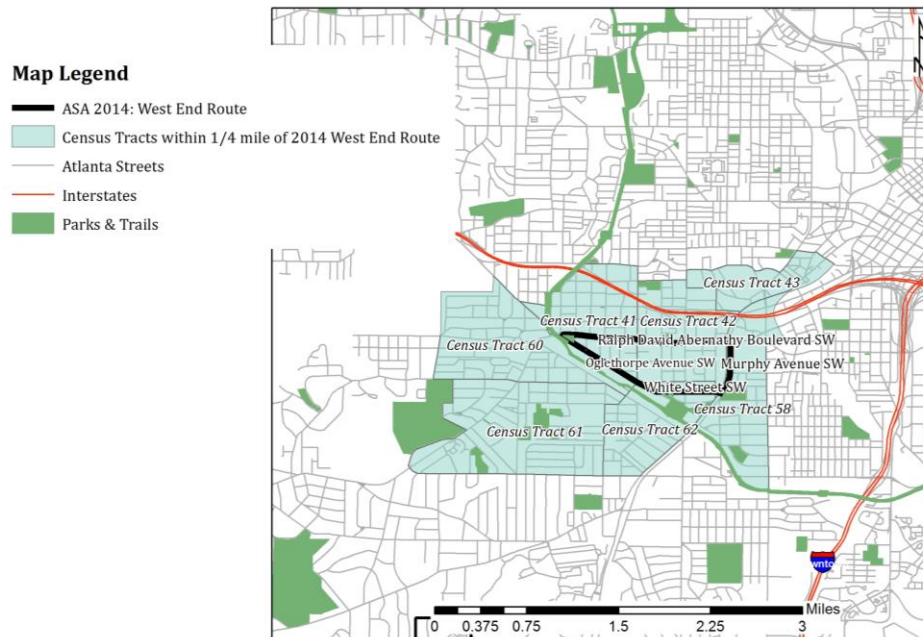 Map Legend
ASA 2014: West End Route
Census Tracts within 1/4 mile of 2014 West End Route
Atlanta Streets
Interstates
Parks & Trails
Census Tract 43
Census Tract 41
Census Tract 42
Ralph David Abernathy Boulevard SW
Census Tract 60
Oglethorpe Avenue SW
Murphy Avenue SW
White Street SW
Census Tract 58
Census Tract 61
Census Tract 62
wnto
Miles
0 0.375 0.75 1.5 2.25 3